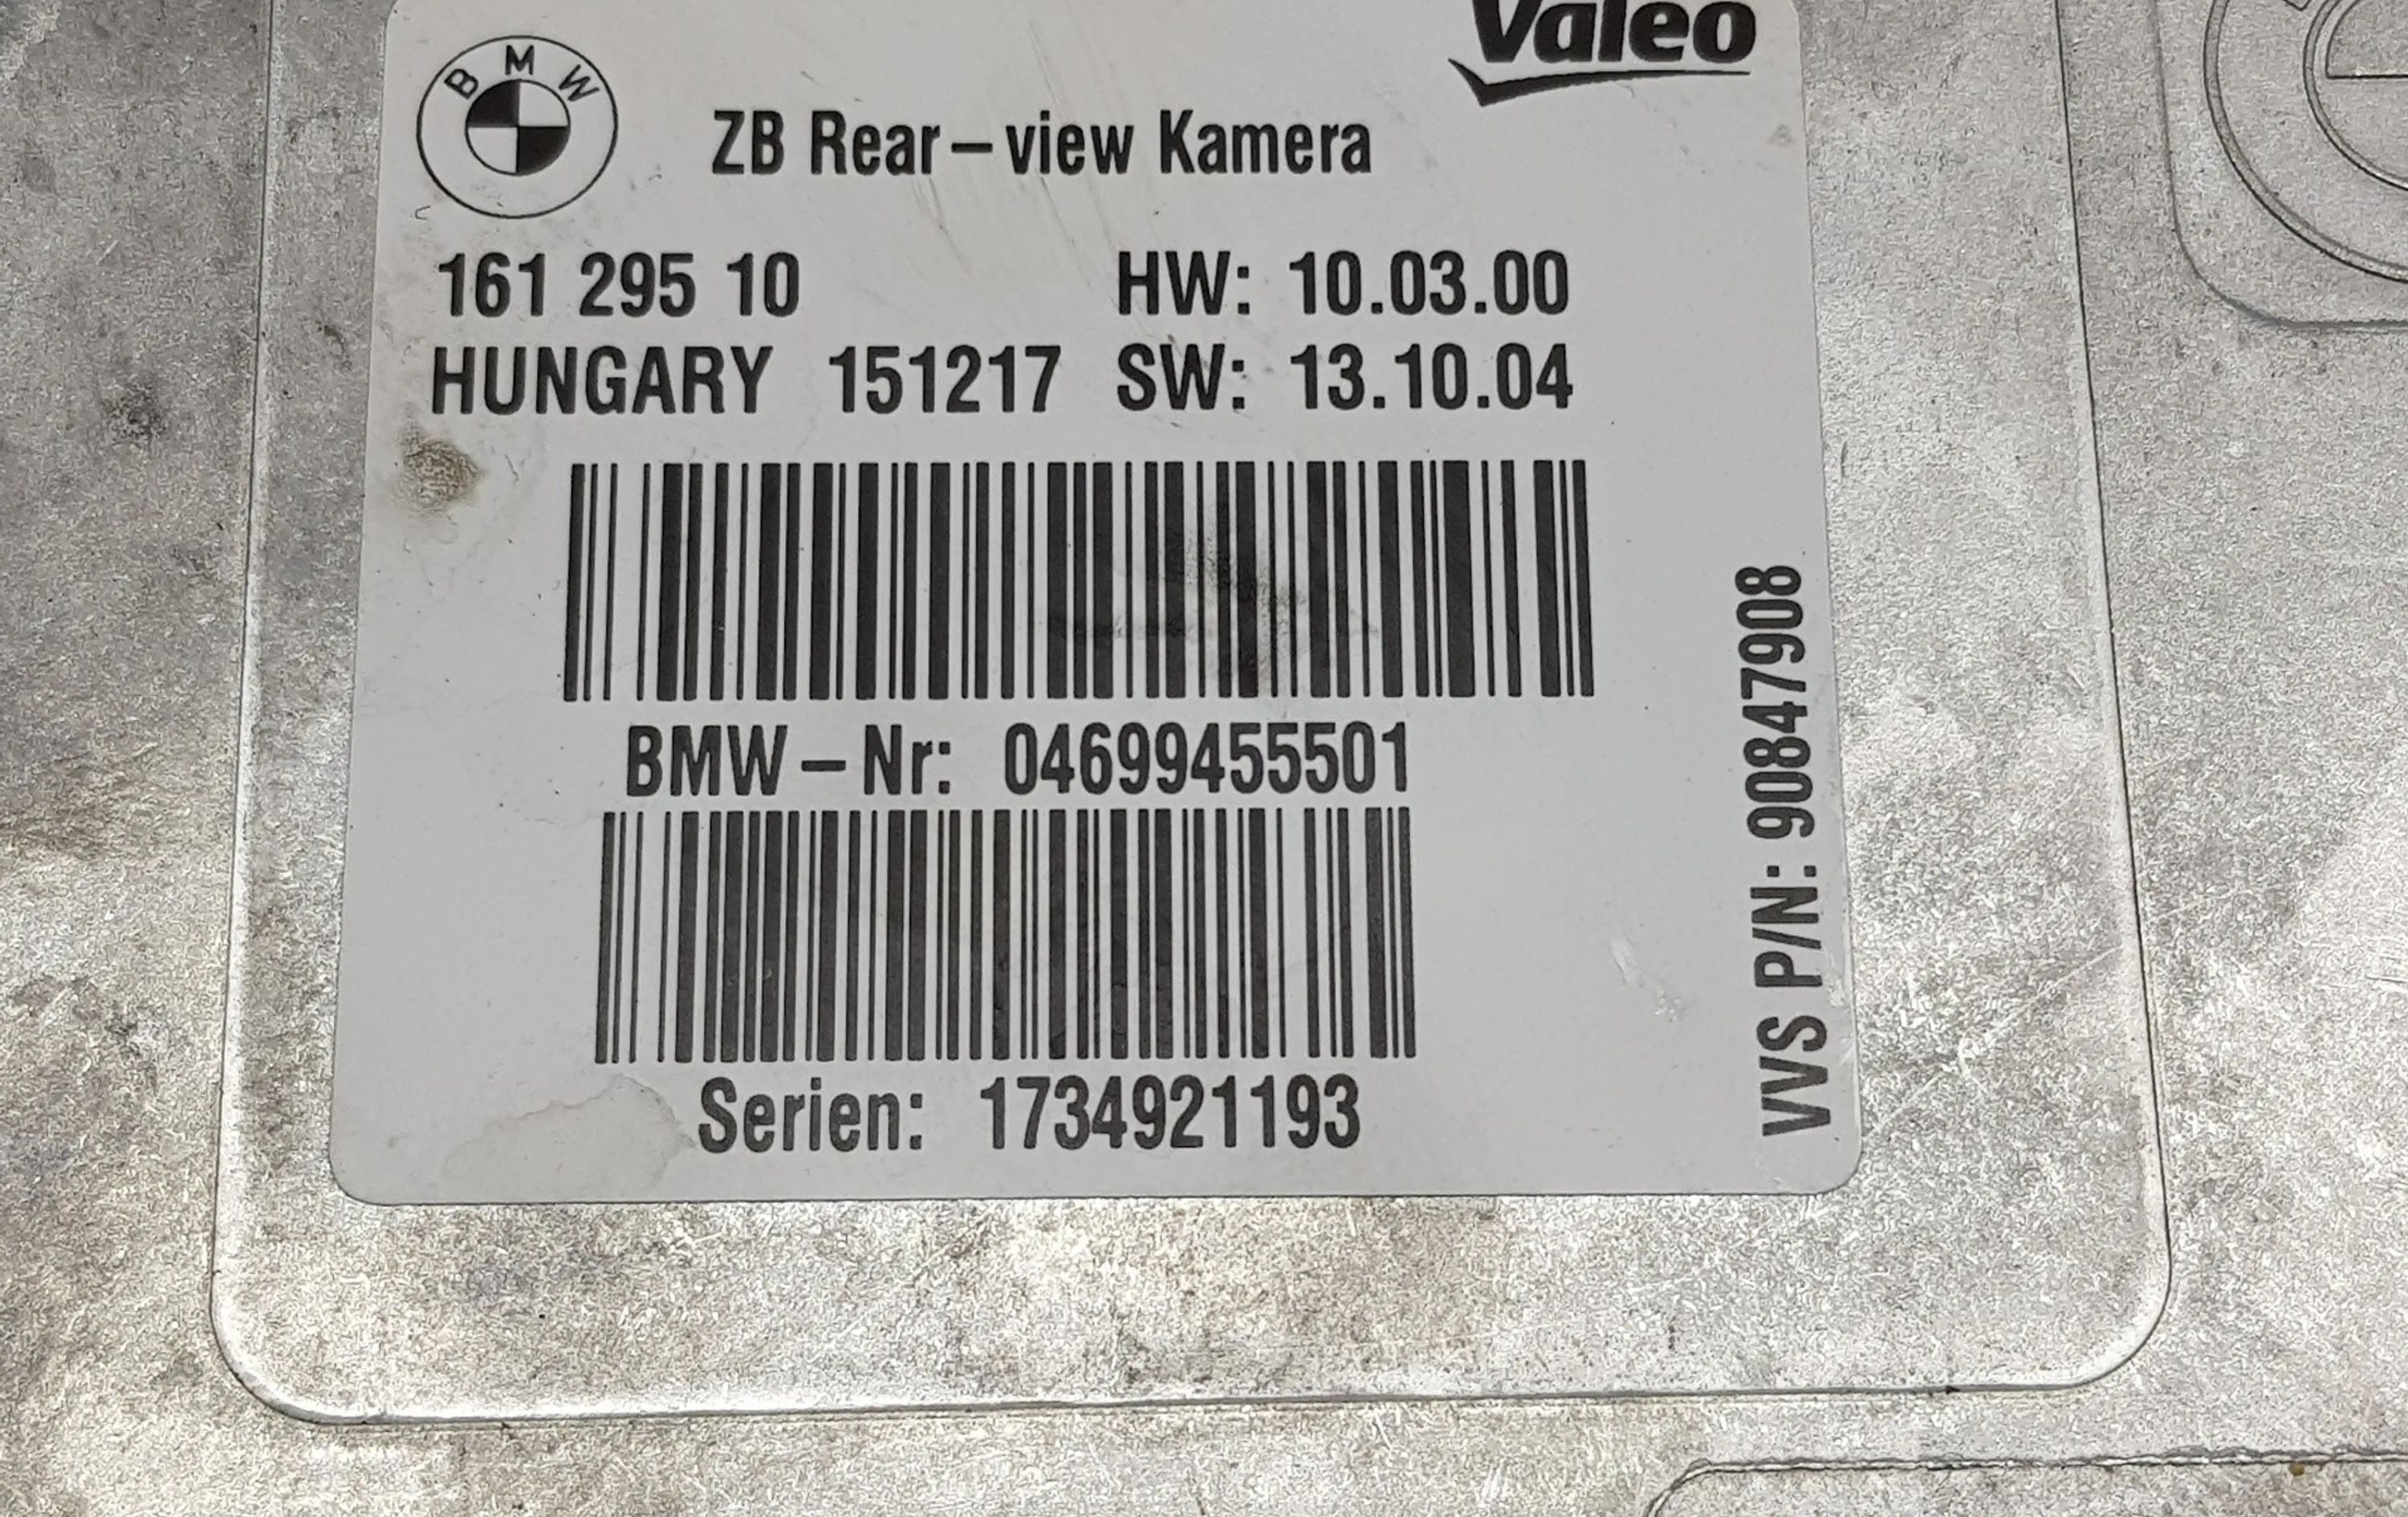 Valeo
BMW
ZB Rear-view Kamera
161 295 10
HW: 10.03.00
HUNGARY 151217
SW: 13.10.04
BMW-Nr: 04699455501
Serien: 1734921193
VVS P/N: 90847908